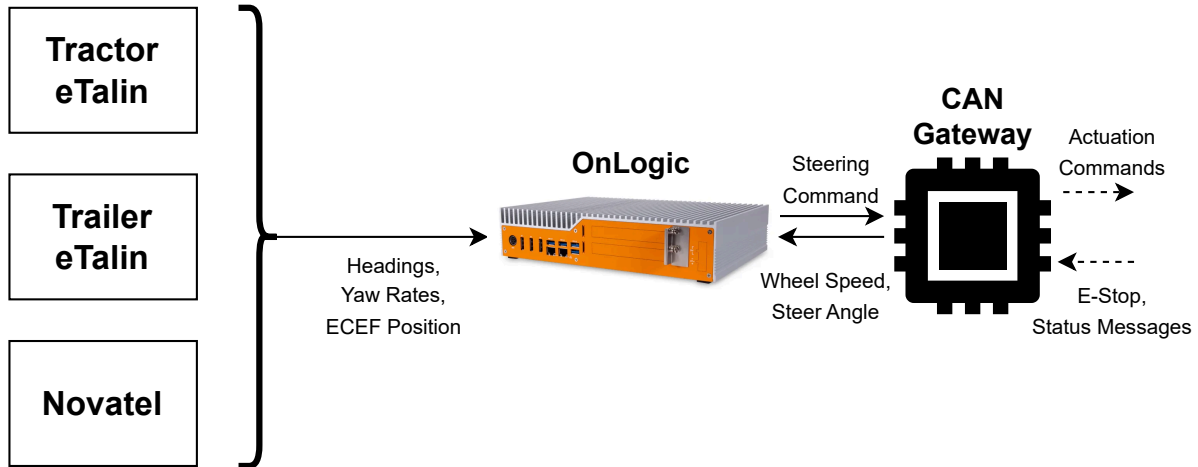 Tractor
eTalin
Trailer
eTalin
Novatel
Headings,
Yaw Rates,
ECEF Position
OnLogic
Steering
Command
Wheel Speed,
Steer Angle
CAN
Gateway
Actuation
Commands
E-Stop,
Status Messages